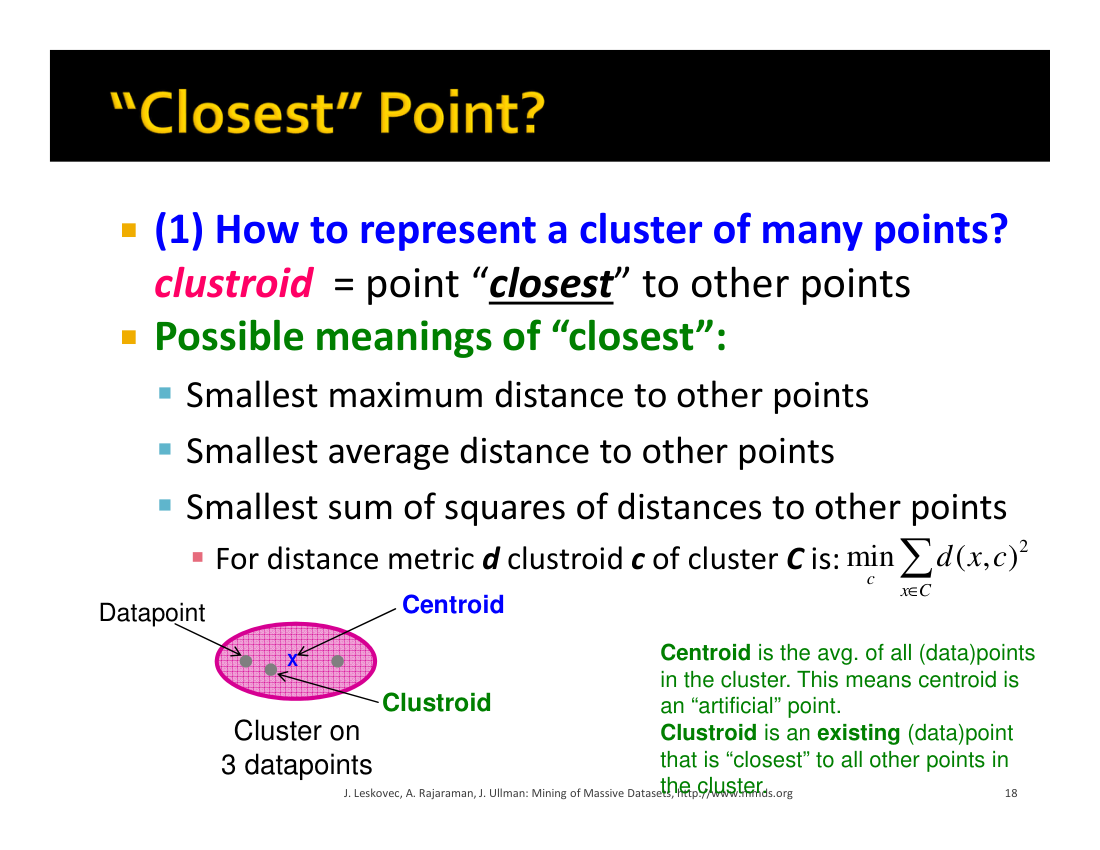 “Closest” Point?
(1) How to represent a cluster of many points?
clustroid = point “closest” to other points
Possible meanings of “closest”:
Smallest maximum distance to other points
Smallest average distance to other points
Smallest sum of squares of distances to other points
For distance metric d clustroid c of cluster C is: min_c ∑_{x∈C} d(x,c)²
Datapoint
Centroid
x
Clustroid
Cluster on
3 datapoints
Centroid is the avg. of all (data)points
in the cluster. This means centroid is
an “artificial” point.
Clustroid is an existing (data)point
that is “closest” to all other points in
the cluster.
J. Leskovec, A. Rajaraman, J. Ullman: Mining of Massive Datasets, http://www.mmds.org
18